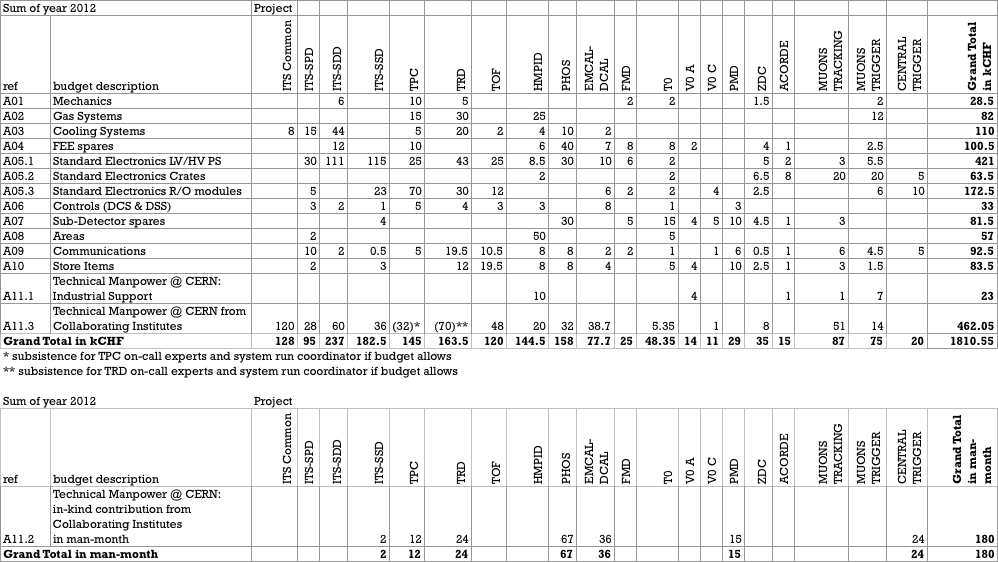 Sum of year 2012 Project
ref budget description ITS Common ITS-SPD ITS-SDD ITS-SSD TPC TRD TOF HMPID PHOS EMCAL-DCAL FMD T0 V0 A V0 C PMD ZDC ACORDE MUONS TRACKING MUONS TRIGGER CENTRAL TRIGGER Grand Total in kCHF
A01 Mechanics 6 10 5 2 2 1.5 2 28.5
A02 Gas Systems 15 30 25 12 82
A03 Cooling Systems 8 15 44 5 20 2 4 10 2 110
A04 FEE spares 12 10 6 40 7 8 8 2 4 1 2.5 100.5
A05.1 Standard Electronics LV/HV PS 30 111 115 25 43 25 8.5 30 10 6 2 5 2 3 5.5 421
A05.2 Standard Electronics Crates 2 2 6.5 8 20 20 5 63.5
A05.3 Standard Electronics R/O modules 5 23 70 30 12 6 2 2 4 2.5 6 10 172.5
A06 Controls (DCS & DSS) 3 2 1 5 4 3 3 8 1 3 33
A07 Sub-Detector spares 4 30 5 15 4 5 10 4.5 1 3 81.5
A08 Areas 2 50 5 57
A09 Communications 10 2 0.5 5 19.5 10.5 8 8 2 2 1 1 6 0.5 1 6 4.5 5 92.5
A10 Store Items 2 3 12 19.5 8 8 4 5 4 10 2.5 1 3 1.5 83.5
Technical Manpower @ CERN:
A11.1 Industrial Support 10 4 1 1 7 23
Technical Manpower @ CERN from
A11.3 Collaborating Institutes 120 28 60 36 (32)* (70)** 48 20 32 38.7 5.35 1 8 51 14 462.05
Grand Total in kCHF 128 95 237 182.5 145 163.5 120 144.5 158 77.7 25 48.35 14 11 29 35 15 87 75 20 1810.55
* subsistence for TPC on-call experts and system run coordinator if budget allows
** subsistence for TRD on-call experts and system run coordinator if budget allows
Sum of year 2012 Project
ref budget description ITS Common ITS-SPD ITS-SDD ITS-SSD TPC TRD TOF HMPID PHOS EMCAL-DCAL FMD T0 V0 A V0 C PMD ZDC ACORDE MUONS TRACKING MUONS TRIGGER CENTRAL TRIGGER Grand Total in man-month
Technical Manpower @ CERN:
in-kind contribution from
Collaborating Institutes
A11.2 in man-month 2 12 24 67 36 15 24 180
Grand Total in man-month 2 12 24 67 36 15 24 180